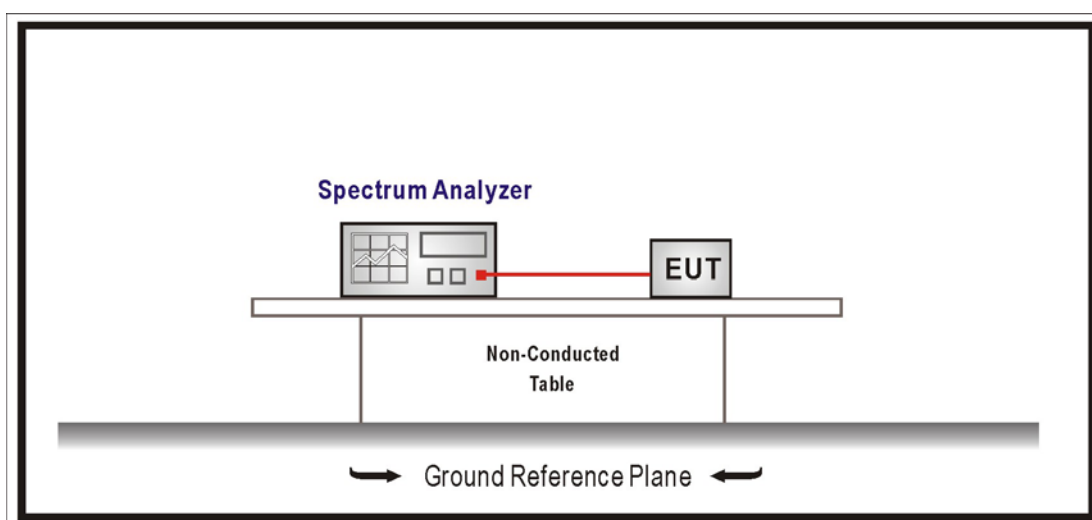 Spectrum Analyzer
EUT
Non-Conducted
Table
Ground Reference Plane